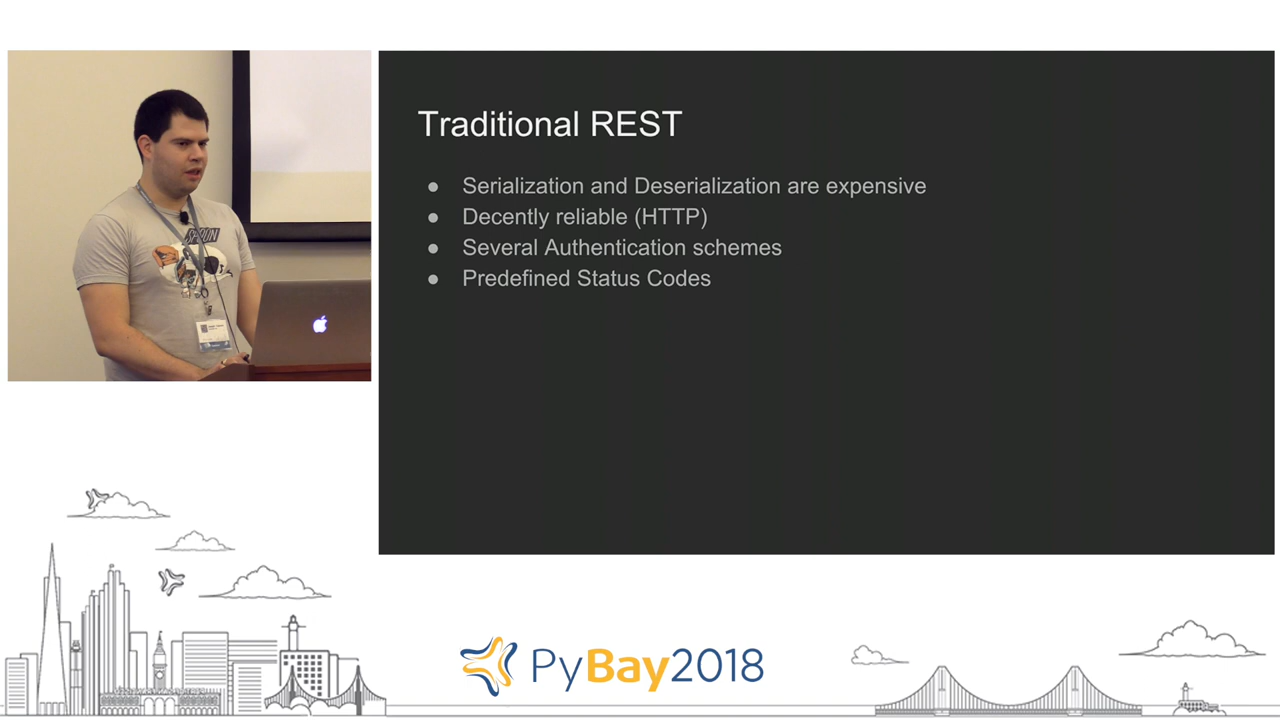 Traditional REST
● Serialization and Deserialization are expensive
● Decently reliable (HTTP)
● Several Authentication schemes
● Predefined Status Codes
PyBay2018